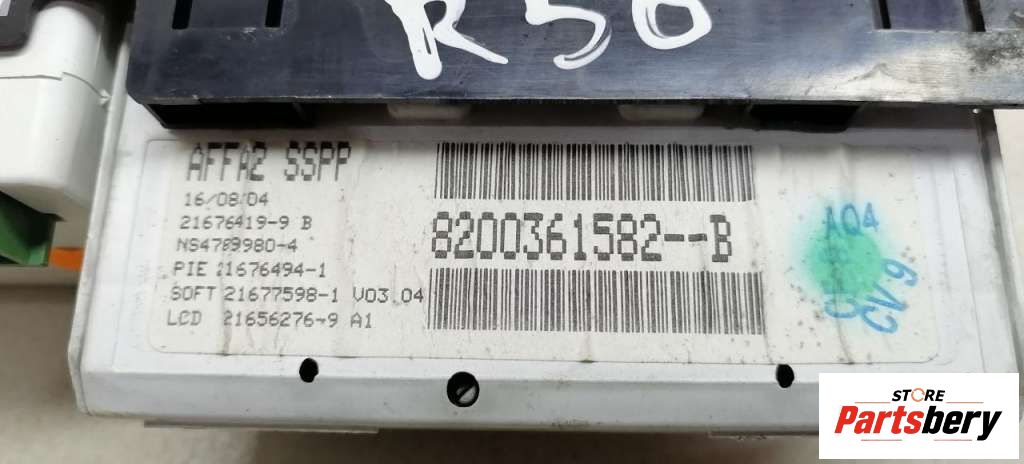 R50
AFFA2 SSPP
16/08/04
21676419-9 B
NS4789980-4
PIE 21676494-1
SOFT 21677598-1 V03.04
LCD 21656276-9 A1
8200361582--B
AQ4
CV9
STORE
Partsbery